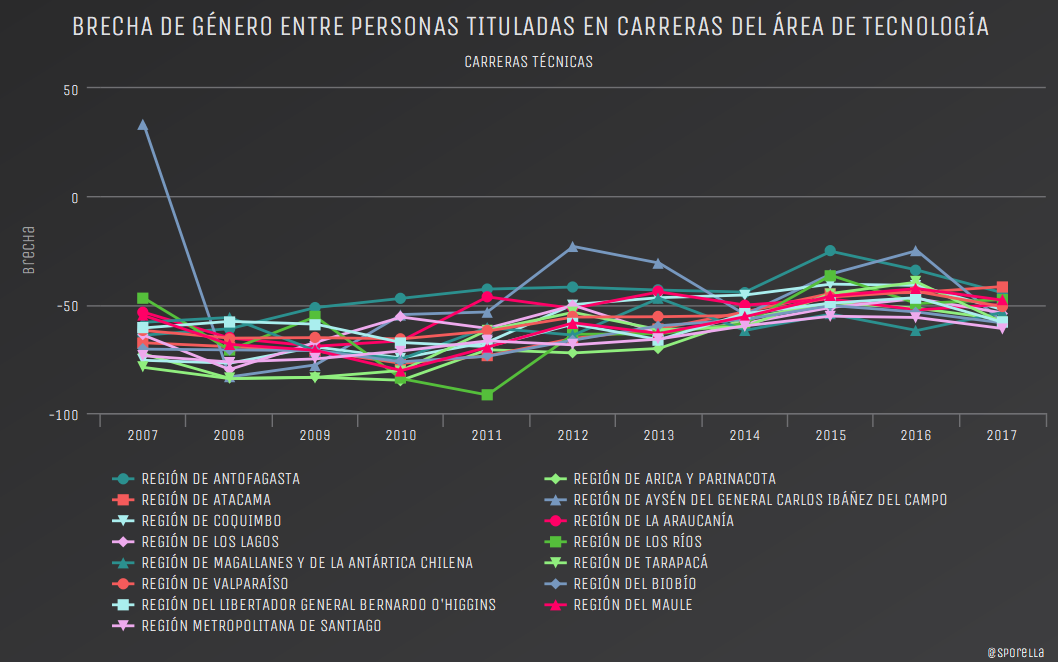 BRECHA DE GÉNERO ENTRE PERSONAS TITULADAS EN CARRERAS DEL ÁREA DE TECNOLOGÍA
CARRERAS TÉCNICAS
50
0
-50
-100
BRECHA
2007 2008 2009 2010 2011 2012 2013 2014 2015 2016 2017
REGIÓN DE ANTOFAGASTA REGIÓN DE ARICA Y PARINACOTA
REGIÓN DE ATACAMA REGIÓN DE AYSÉN DEL GENERAL CARLOS IBÁÑEZ DEL CAMPO
REGIÓN DE COQUIMBO REGIÓN DE LA ARAUCANÍA
REGIÓN DE LOS LAGOS REGIÓN DE LOS RÍOS
REGIÓN DE MAGALLANES Y DE LA ANTÁRTICA CHILENA REGIÓN DE TARAPACÁ
REGIÓN DE VALPARAÍSO REGIÓN DEL BIOBÍO
REGIÓN DEL LIBERTADOR GENERAL BERNARDO O'HIGGINS REGIÓN DEL MAULE
REGIÓN METROPOLITANA DE SANTIAGO
@sporella